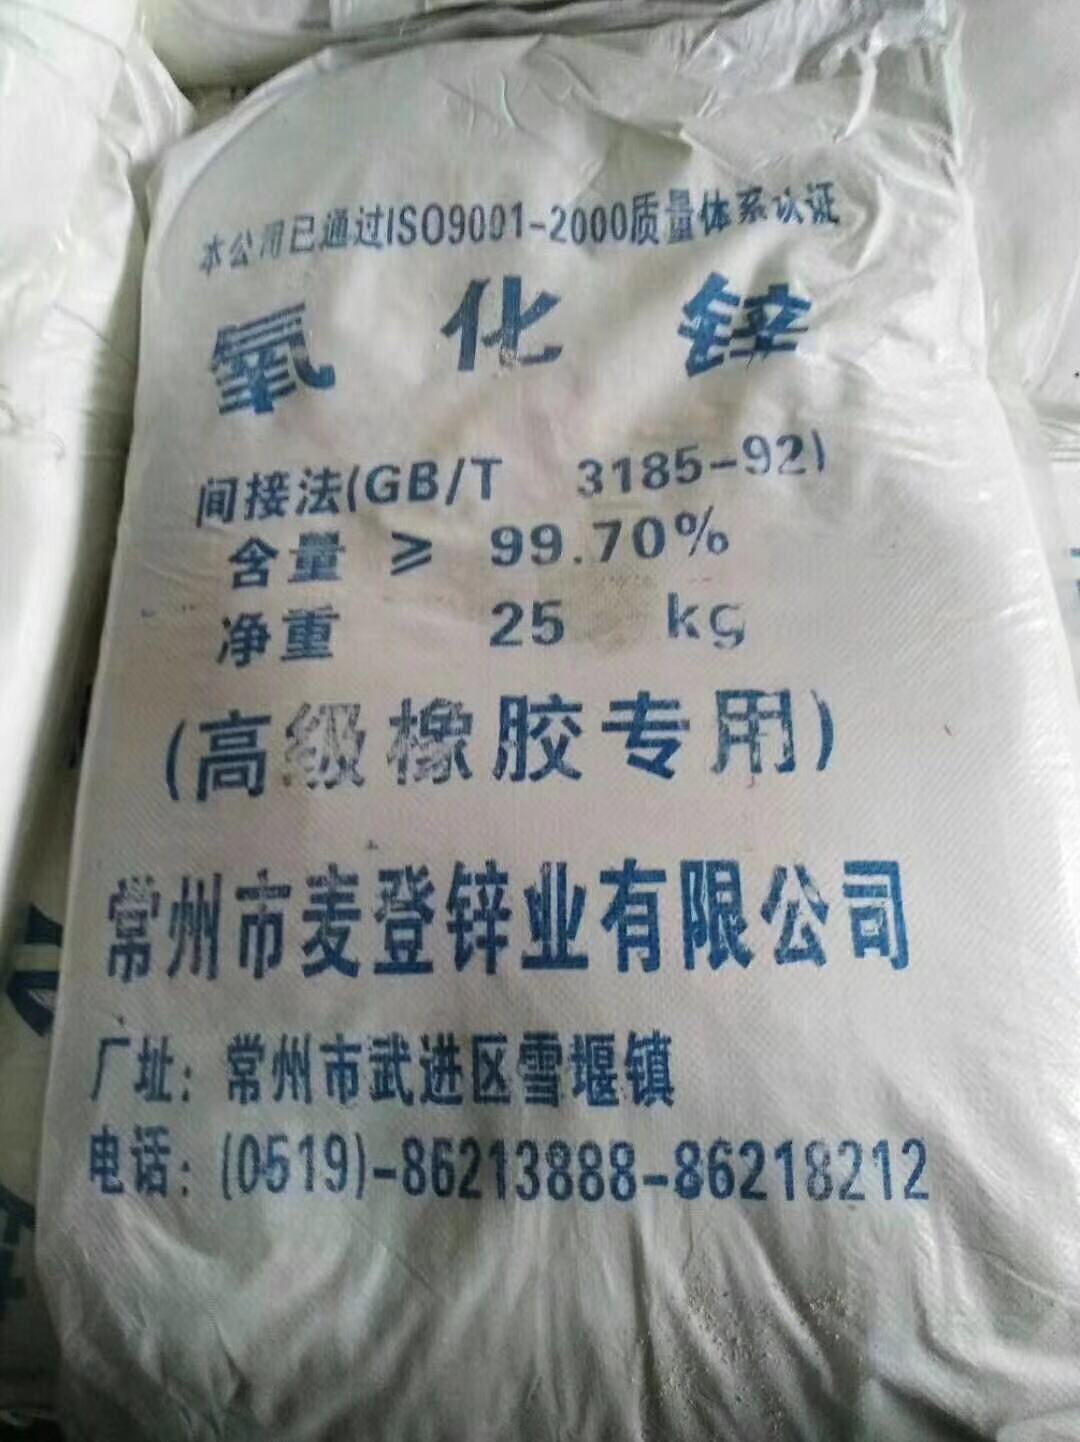 本公司已通过ISO9001-2000质量体系认证
氧化锌
间接法(GB/T 3185-92)
含量 ≥ 99.70%
净重 25 kg
(高级橡胶专用)
常州市麦登锌业有限公司
厂址：常州市武进区雪堰镇
电话：(0519)-86213888-86218212